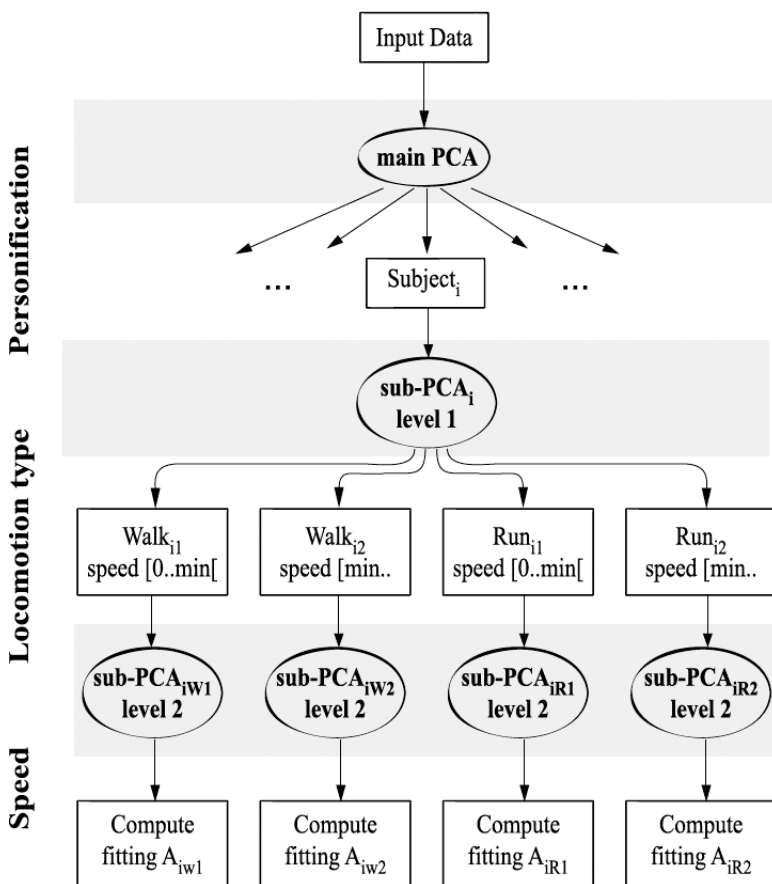 Input Data
Personification
main PCA
...
Subject_i
...
sub-PCA_i
level 1
Locomotion type
Walk_i1
speed [0..min[
Walk_i2
speed [min..
Run_i1
speed [0..min[
Run_i2
speed [min..
sub-PCA_iW1
level 2
sub-PCA_iW2
level 2
sub-PCA_iR1
level 2
sub-PCA_iR2
level 2
Speed
Compute
fitting A_iw1
Compute
fitting A_iw2
Compute
fitting A_iR1
Compute
fitting A_iR2